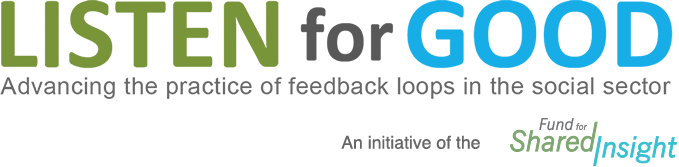 LISTEN for GOOD
Advancing the practice of feedback loops in the social sector
An initiative of the Fund for Shared Insight